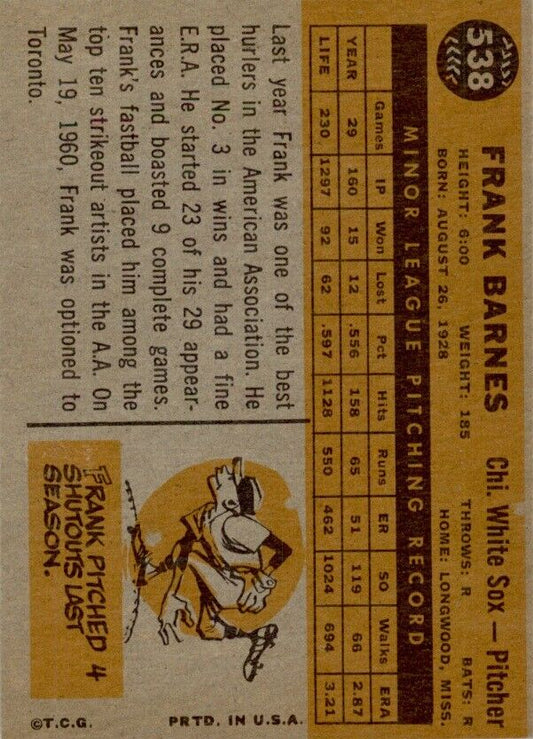 538
FRANK BARNES Chi. White Sox — Pitcher
HEIGHT: 6:00 WEIGHT: 185 THROWS: R BATS: R
BORN: AUGUST 26, 1928 HOME: LONGWOOD, MISS.
MINOR LEAGUE PITCHING RECORD
Games IP Won Lost Pct Hits Runs ER SO Walks ERA
YEAR 29 160 15 12 .556 158 65 51 119 66 2.87
LIFE 230 1297 92 62 .597 1128 550 462 1024 694 3.21
Last year Frank was one of the best
hurlers in the American Association. He
placed No. 3 in wins and had a fine
E.R.A. He started 23 of his 29 appear-
ances and boasted 9 complete games.
Frank's fastball placed him among the
top ten strikeout artists in the A.A. On
May 19, 1960, Frank was optioned to
Toronto.
FRANK PITCHED 4
SHUTOUTS LAST
SEASON.
©T.C.G. PRTD. IN U.S.A.